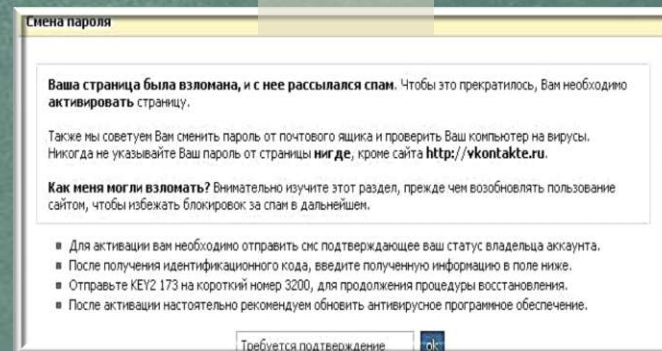 Смена пароля
Ваша страница была взломана, и с нее рассылался спам. Чтобы это прекратилось, Вам необходимо
активировать страницу.
Также мы советуем Вам сменить пароль от почтового ящика и проверить Ваш компьютер на вирусы.
Никогда не указывайте Ваш пароль от страницы нигде, кроме сайта http://vkontakte.ru.
Как меня могли взломать? Внимательно изучите этот раздел, прежде чем возобновлять пользование
сайтом, чтобы избежать блокировок за спам в дальнейшем.
Для активации вам необходимо отправить смс подтверждающее ваш статус владельца аккаунта.
После получения идентификационного кода, введите полученную информацию в поле ниже.
Отправьте KEY2 173 на короткий номер 3200, для продолжения процедуры восстановления.
После активации настоятельно рекомендуем обновить антивирусное программное обеспечение.
Требуется подтверждение ok